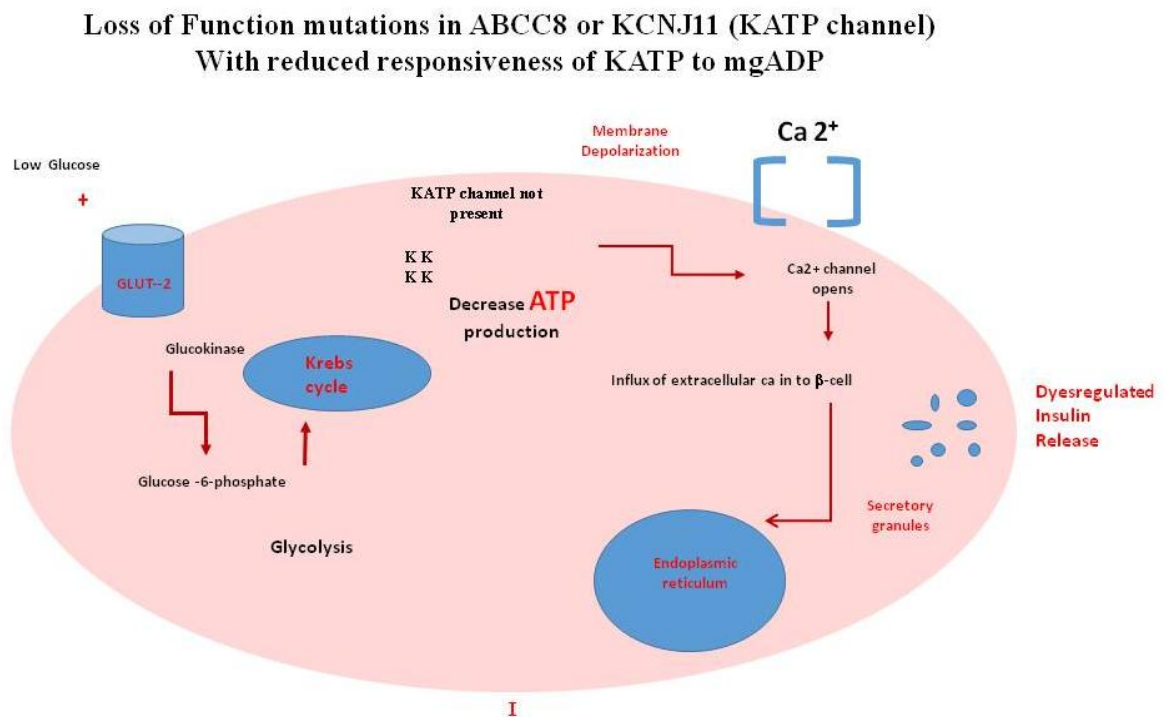 Loss of Function mutations in ABCC8 or KCNJ11 (KATP channel)
With reduced responsiveness of KATP to mgADP
Membrane
Depolarization
Ca 2⁺
Low Glucose
+
KATP channel not
present
GLUT--2
K K
K K
Ca2+ channel
opens
Decrease ATP
production
Glucokinase
Krebs
cycle
Influx of extracellular ca in to β-cell
Dyesregulated
Insulin
Release
Glucose -6-phosphate
Secretory
granules
Glycolysis
Endoplasmic
reticulum
I